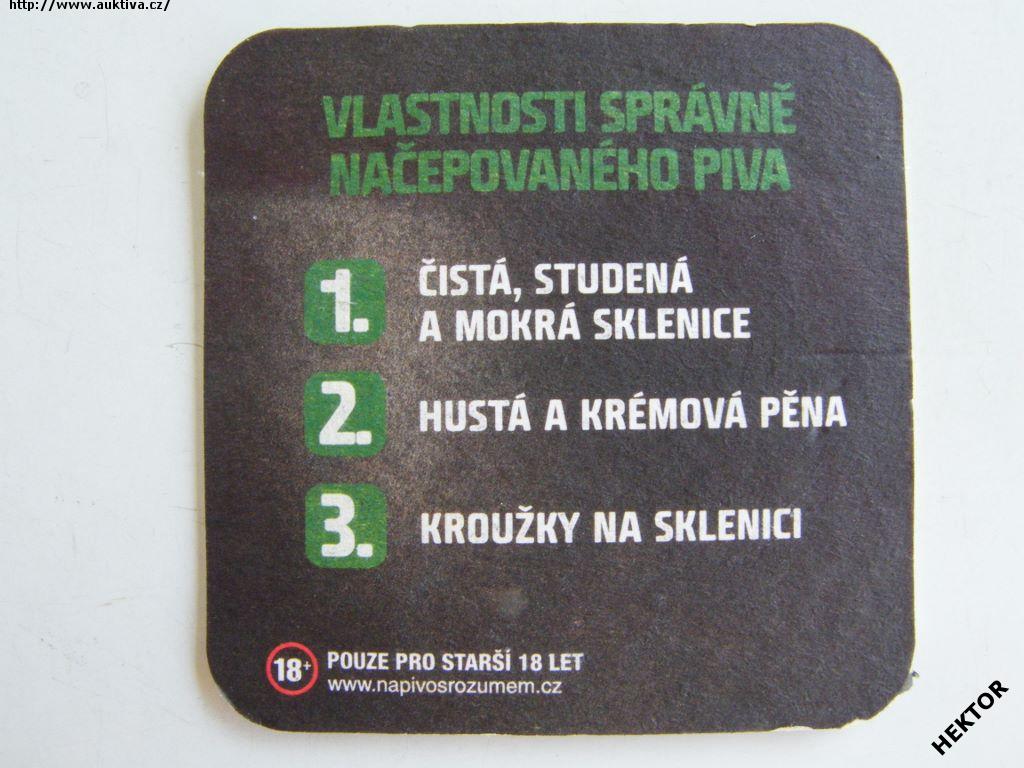 http://www.auktiva.cz/
VLASTNOSTI SPRÁVNĚ
NAČEPOVANÉHO PIVA
1. ČISTÁ, STUDENÁ
A MOKRÁ SKLENICE
2. HUSTÁ A KRÉMOVÁ PĚNA
3. KROUŽKY NA SKLENICI
18+ POUZE PRO STARŠÍ 18 LET
www.napivosrozumem.cz
HEKTOR